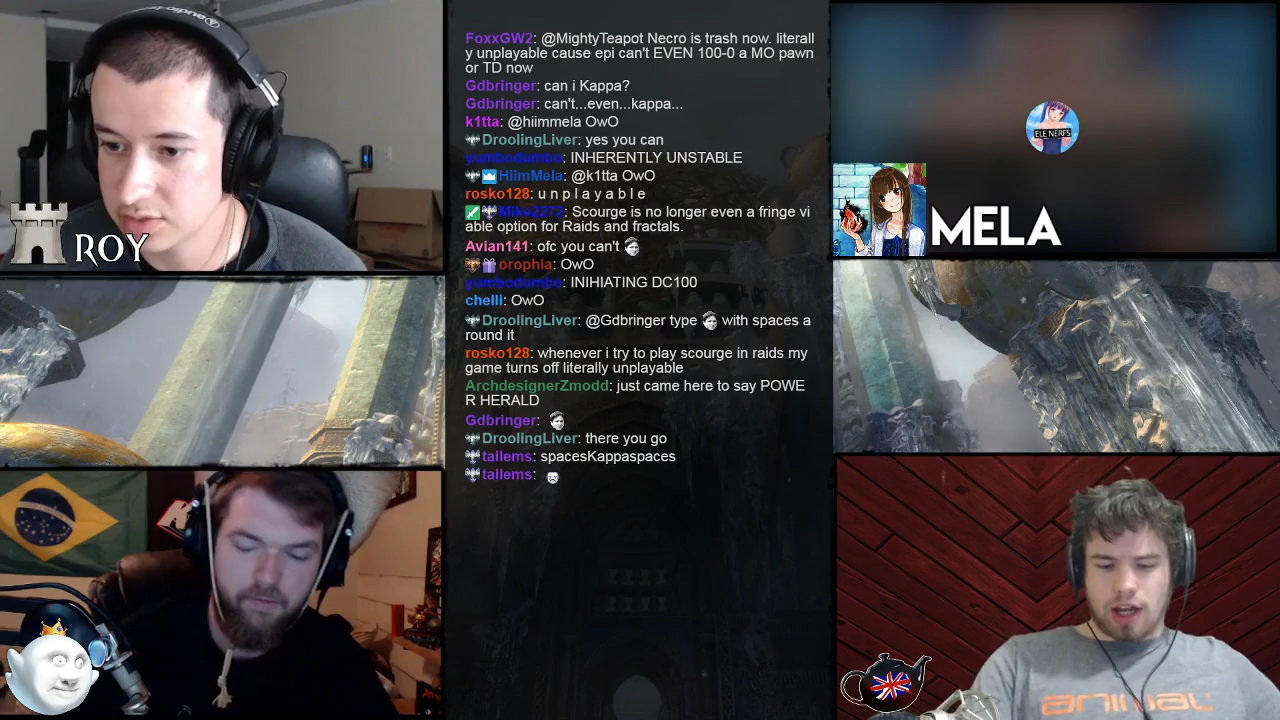 FoxxGW2: @MightyTeapot Necro is trash now. literall
y unplayable cause epi can't EVEN 100-0 a MO pawn
or TD now
Gdbringer: can i Kappa?
Gdbringer: can't...even...kappa...
k1tta: @hiimmela OwO
DroolingLiver: yes you can
yumbodumbo: INHERENTLY UNSTABLE
HiimMela: @k1tta OwO
rosko128: u n p l a y a b l e
Mike2272: Scourge is no longer even a fringe vi
able option for Raids and fractals.
Avian141: ofc you can't
orophia: OwO
yumbodumbo: INIHIATING DC100
chelli: OwO
DroolingLiver: @Gdbringer type with spaces a
round it
rosko128: whenever i try to play scourge in raids my
game turns off literally unplayable
ArchdesignerZmodd: just came here to say POWE
R HERALD
Gdbringer:
DroolingLiver: there you go
tallems: spacesKappaspaces
tallems:
audio-technica
ROY
ELE NERFS
MELA
animal